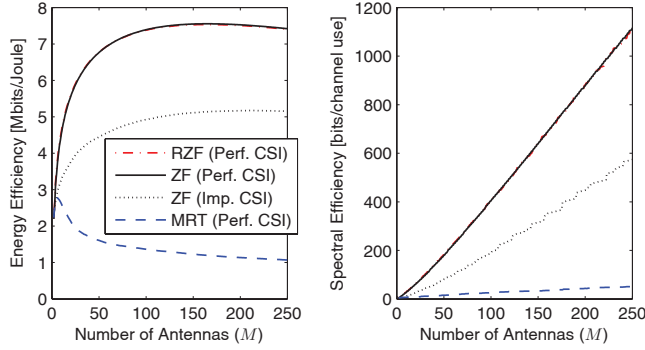 8
7
6
5
4
3
2
1
0
Energy Efficiency [Mbits/Joule]
RZF (Perf. CSI)
ZF (Perf. CSI)
ZF (Imp. CSI)
MRT (Perf. CSI)
0 50 100 150 200 250
Number of Antennas (M)
1200
1000
800
600
400
200
0
Spectral Efficiency [bits/channel use]
0 50 100 150 200 250
Number of Antennas (M)